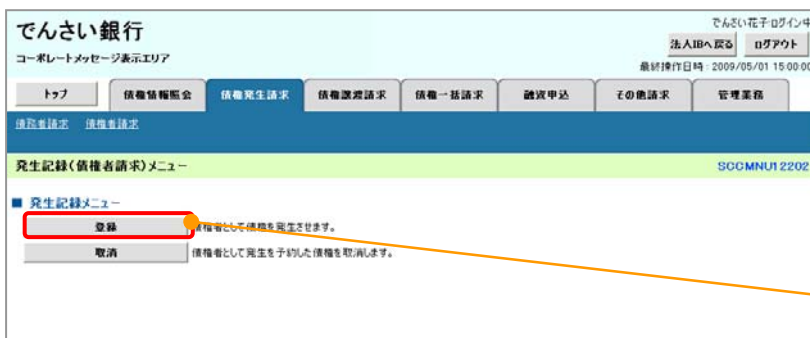 でんさい銀行
コーポレートメッセージ表示エリア
でんさい花子ログイン中
法人IBへ戻る ログアウト
最終操作日時：2009/05/01 15:00:00
トップ 債権情報照会 債権発生請求 債権譲渡請求 債権一括請求 融資申込 その他請求 管理業務
債務者請求 債権者請求
発生記録(債権者請求)メニュー
SCCMNU12202
■ 発生記録メニュー
登録 債権者として債権を発生させます。
取消 債権者として発生を予約した債権を取消します。